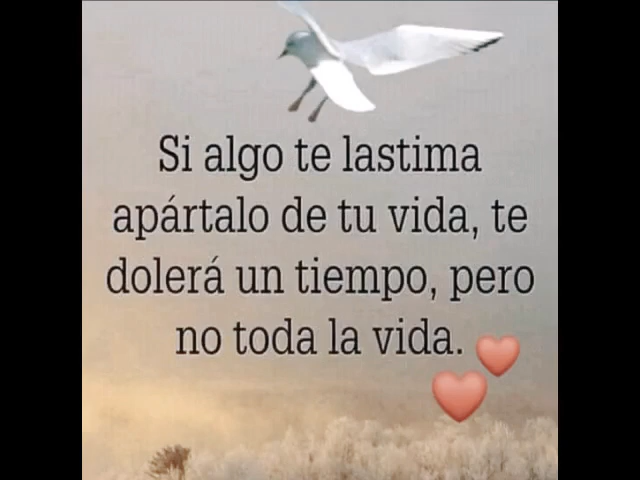 Si algo te lastima
apártalo de tu vida, te
dolerá un tiempo, pero
no toda la vida.